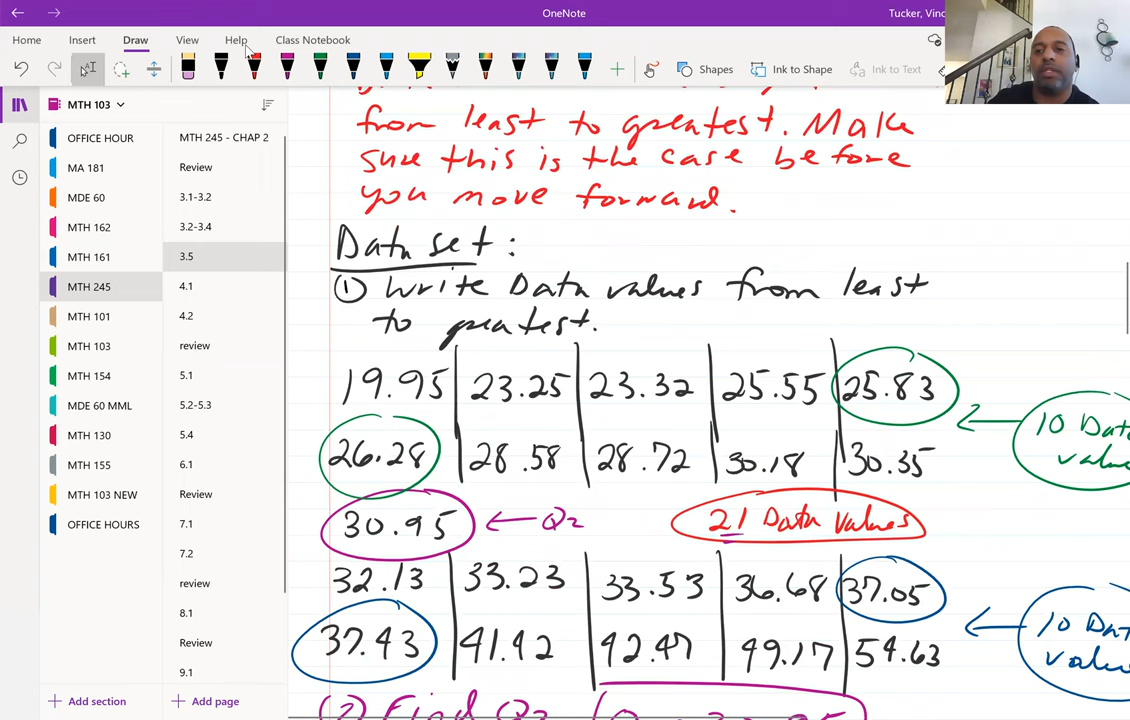 OneNote
Tucker, Vinc
Home Insert Draw View Help Class Notebook
Shapes Ink to Shape Ink to Text
MTH 103
OFFICE HOUR
MA 181
MDE 60
MTH 162
MTH 161
MTH 245
MTH 101
MTH 103
MTH 154
MDE 60 MML
MTH 130
MTH 155
MTH 103 NEW
OFFICE HOURS
Add section
MTH 245 - CHAP 2
Review
3.1-3.2
3.2-3.4
3.5
4.1
4.2
review
5.1
5.2-5.3
5.4
6.1
Review
7.1
7.2
review
8.1
Review
9.1
Add page
from least to greatest. Make
sure this is the case before
you move forward.
Data set:
① Write Data values from least
to greatest.
19.95 23.25 23.32 25.55 25.83
10 Dat
valu
26.28 28.58 28.72 30.18 30.35
30.95 ← Q2 21 Data Values
32.13 33.23 33.53 36.68 37.05
10 Da
valu
37.43 41.42 42.47 49.17 54.63
(2) Find Q2